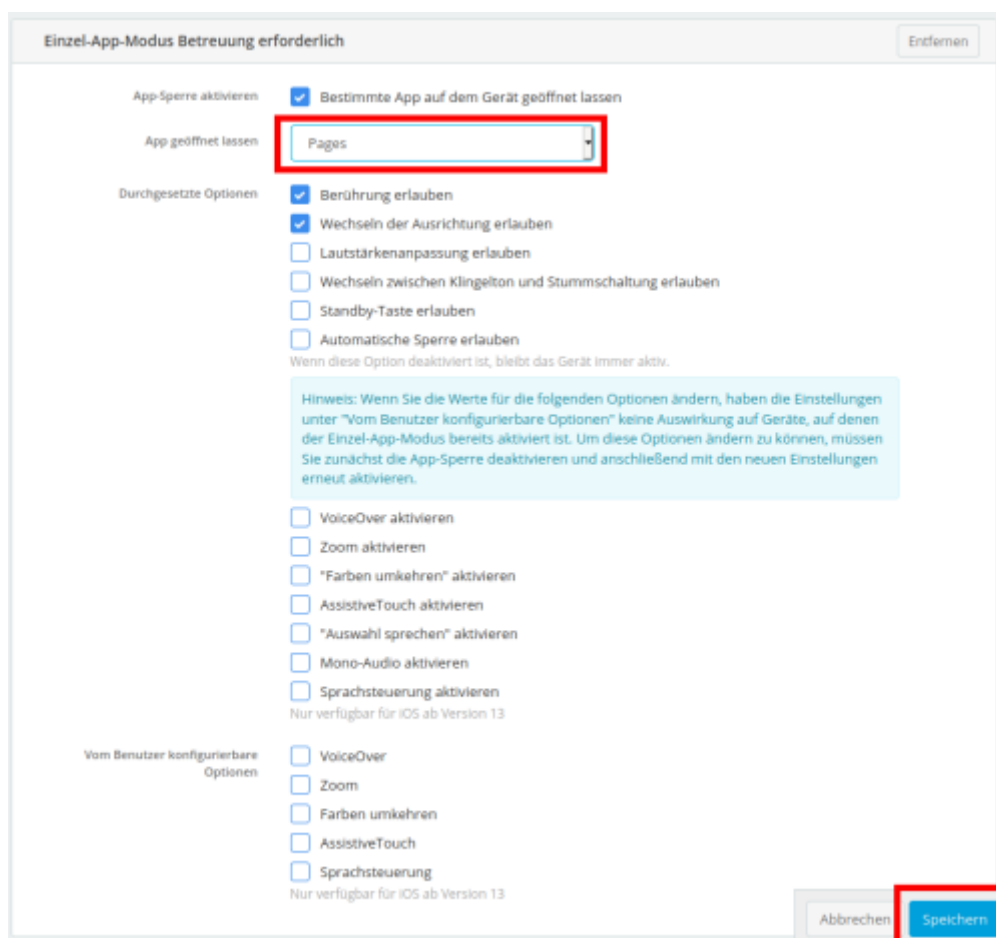 Einzel-App-Modus Betreuung erforderlich
Entfernen
App-Sperre aktivieren
Bestimmte App auf dem Gerät geöffnet lassen
App geöffnet lassen
Pages
Durchgesetzte Optionen
Berührung erlauben
Wechseln der Ausrichtung erlauben
Lautstärkenanpassung erlauben
Wechseln zwischen Klingelton und Stummschaltung erlauben
Standby-Taste erlauben
Automatische Sperre erlauben
Wenn diese Option deaktiviert ist, bleibt das Gerät immer aktiv.
Hinweis: Wenn Sie die Werte für die folgenden Optionen ändern, haben die Einstellungen
unter "Vom Benutzer konfigurierbare Optionen" keine Auswirkung auf Geräte, auf denen
der Einzel-App-Modus bereits aktiviert ist. Um diese Optionen ändern zu können, müssen
Sie zunächst die App-Sperre deaktivieren und anschließend mit den neuen Einstellungen
erneut aktivieren.
VoiceOver aktivieren
Zoom aktivieren
"Farben umkehren" aktivieren
AssistiveTouch aktivieren
"Auswahl sprechen" aktivieren
Mono-Audio aktivieren
Sprachsteuerung aktivieren
Nur verfügbar für iOS ab Version 13
Vom Benutzer konfigurierbare
Optionen
VoiceOver
Zoom
Farben umkehren
AssistiveTouch
Sprachsteuerung
Nur verfügbar für iOS ab Version 13
Abbrechen
Speichern